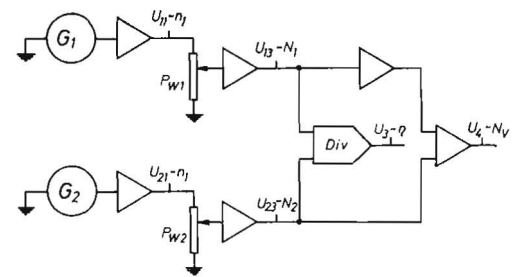 G1
U11-n1
PW1
U13-N1
Div
U3-η
U4-NV
G2
U21-n1
PW2
U23-N2